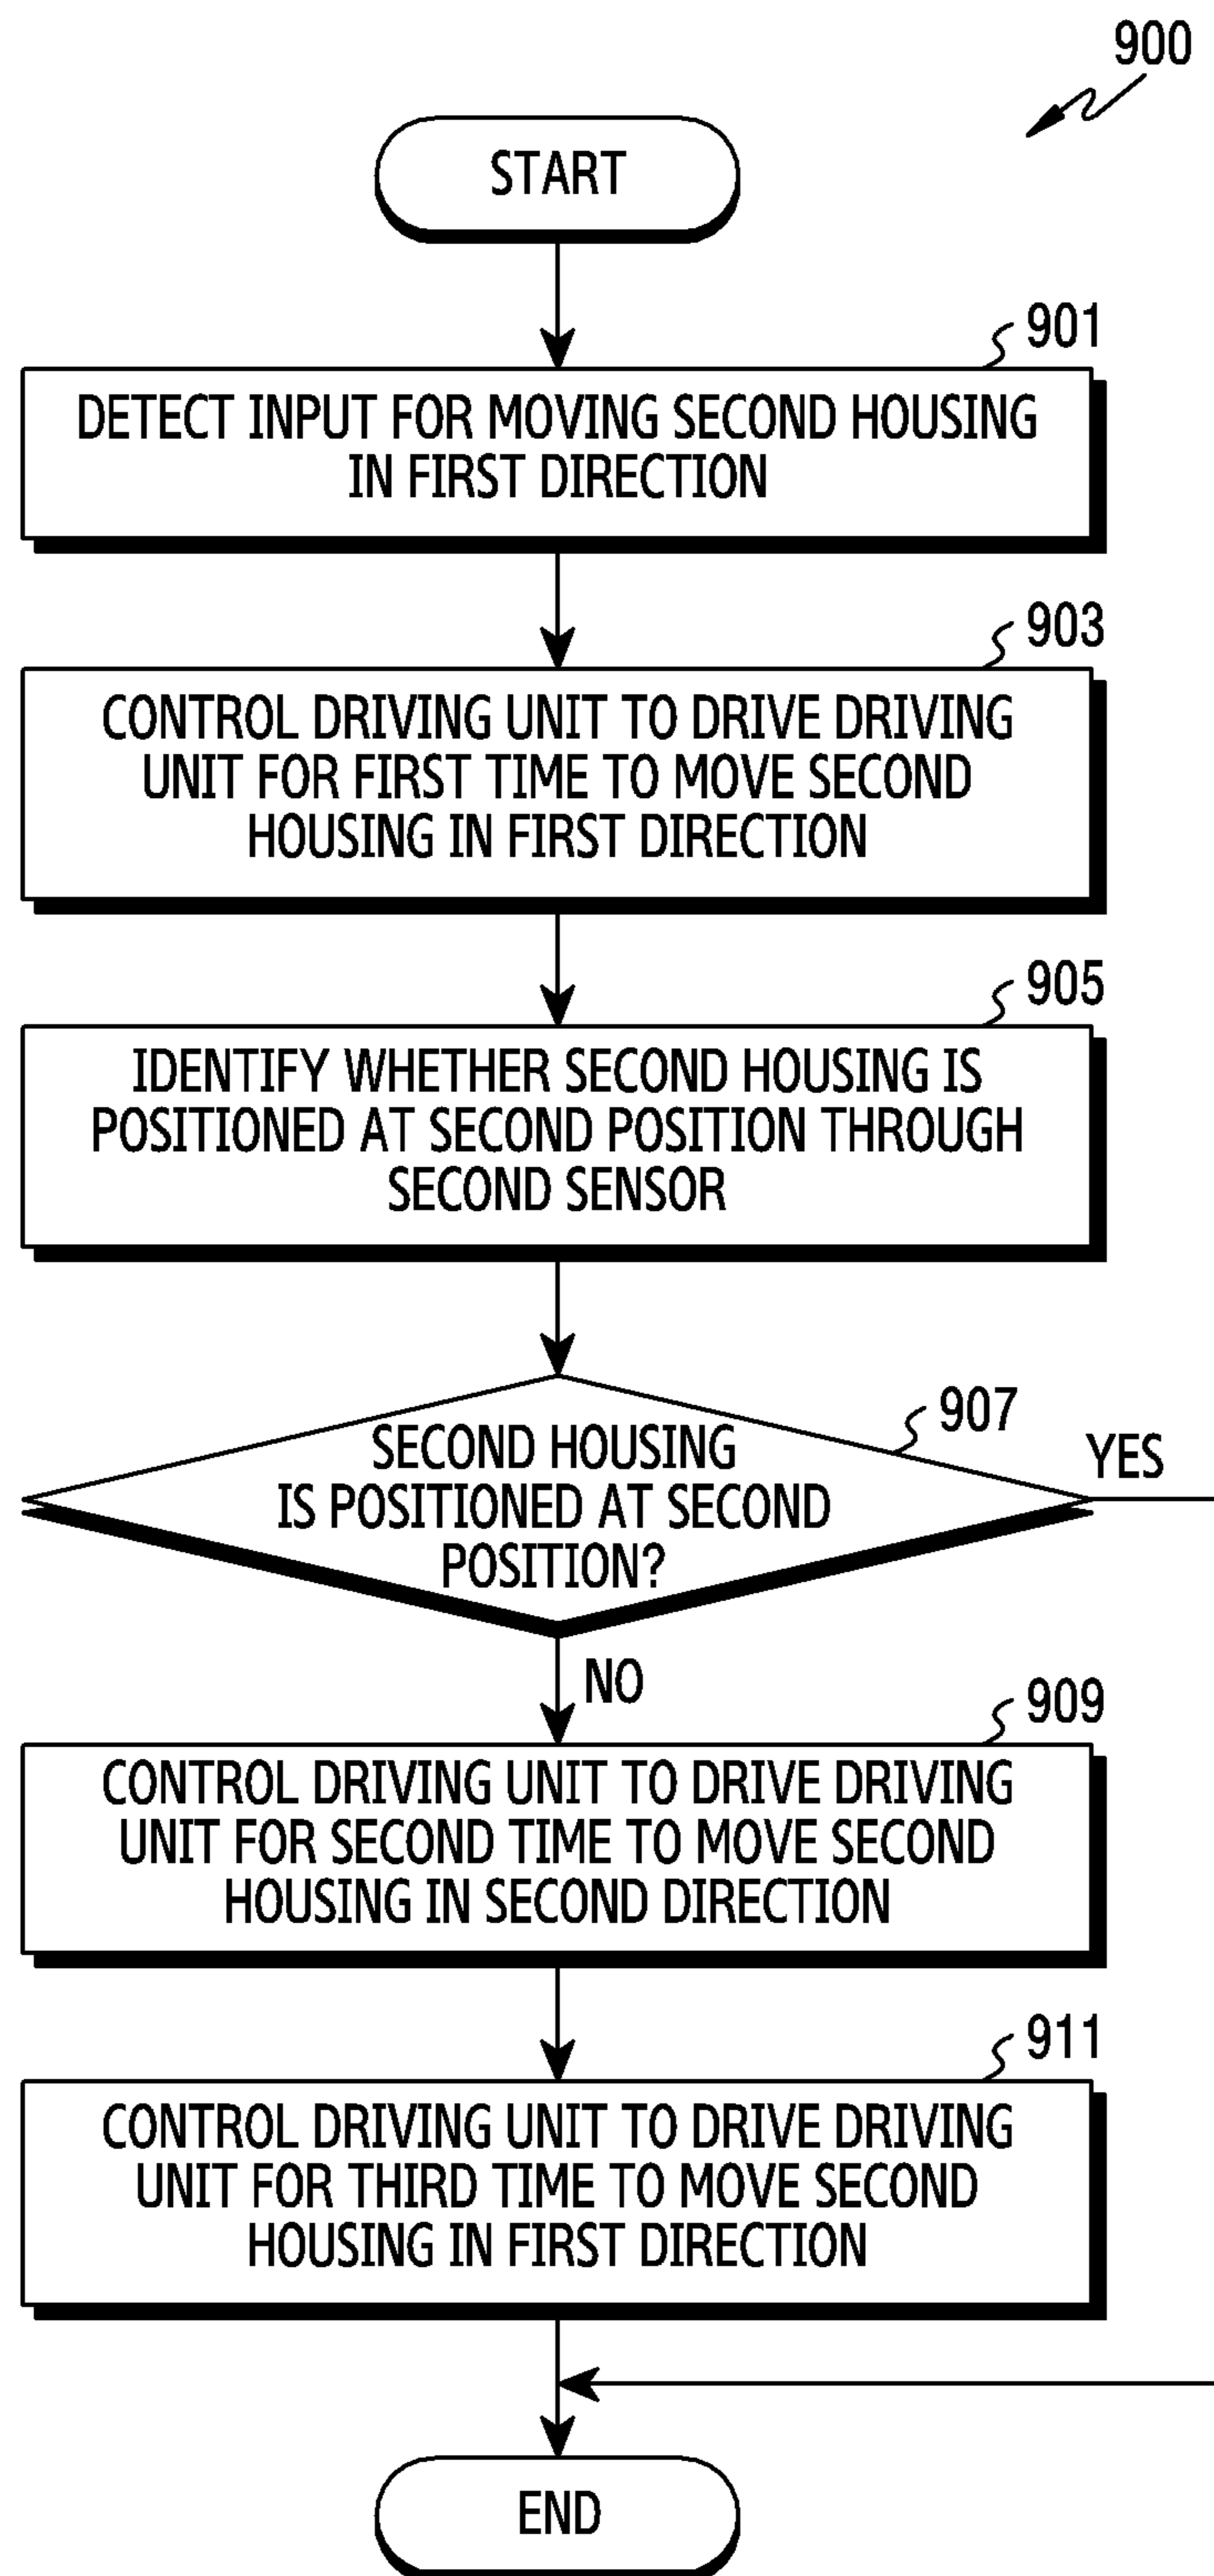 900
START
901
DETECT INPUT FOR MOVING SECOND HOUSING
IN FIRST DIRECTION
903
CONTROL DRIVING UNIT TO DRIVE DRIVING
UNIT FOR FIRST TIME TO MOVE SECOND
HOUSING IN FIRST DIRECTION
905
IDENTIFY WHETHER SECOND HOUSING IS
POSITIONED AT SECOND POSITION THROUGH
SECOND SENSOR
907
SECOND HOUSING
IS POSITIONED AT SECOND
POSITION?
YES
NO
909
CONTROL DRIVING UNIT TO DRIVE DRIVING
UNIT FOR SECOND TIME TO MOVE SECOND
HOUSING IN SECOND DIRECTION
911
CONTROL DRIVING UNIT TO DRIVE DRIVING
UNIT FOR THIRD TIME TO MOVE SECOND
HOUSING IN FIRST DIRECTION
END